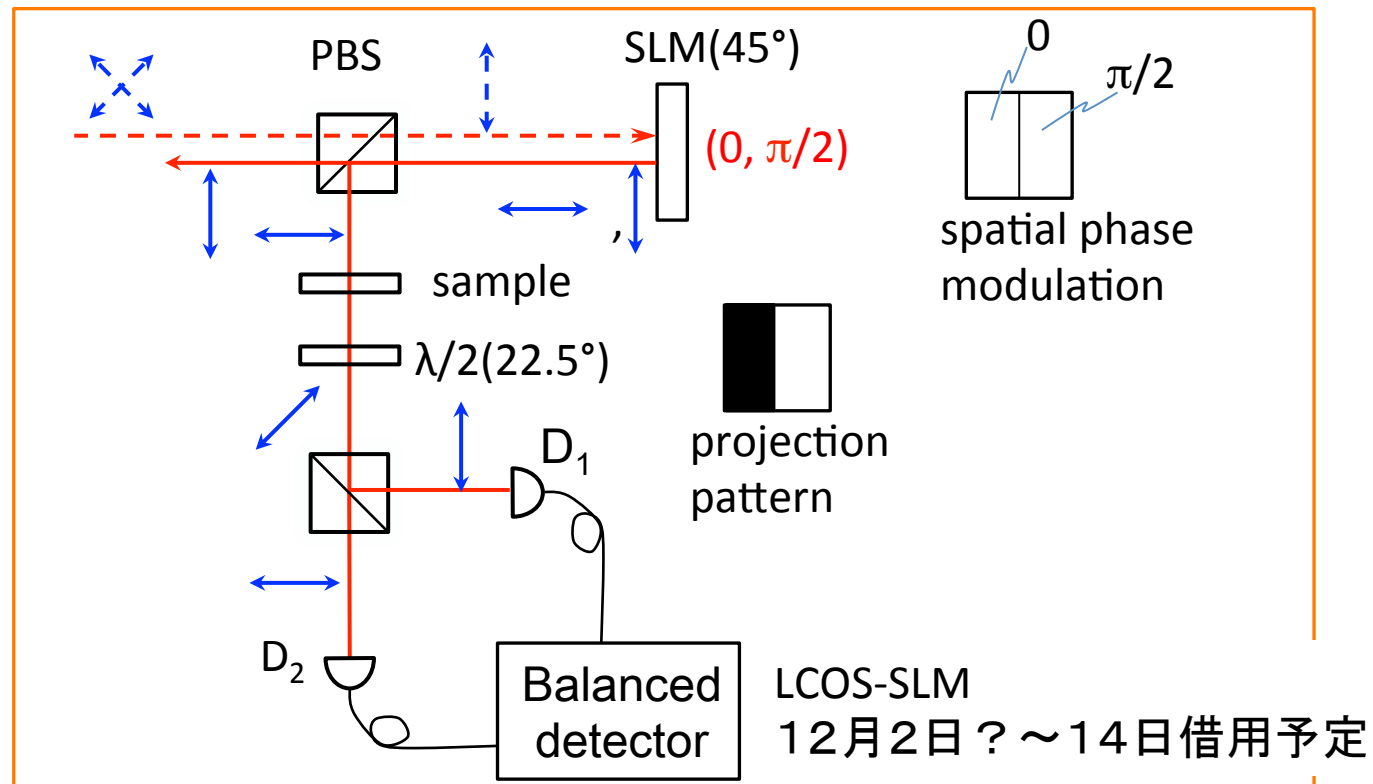 PBS
SLM(45°)
0
π/2
(0, π/2)
,
spatial phase
modulation
sample
λ/2(22.5°)
projection
pattern
D₁
D₂
Balanced
detector
LCOS-SLM
12月2日?~14日借用予定